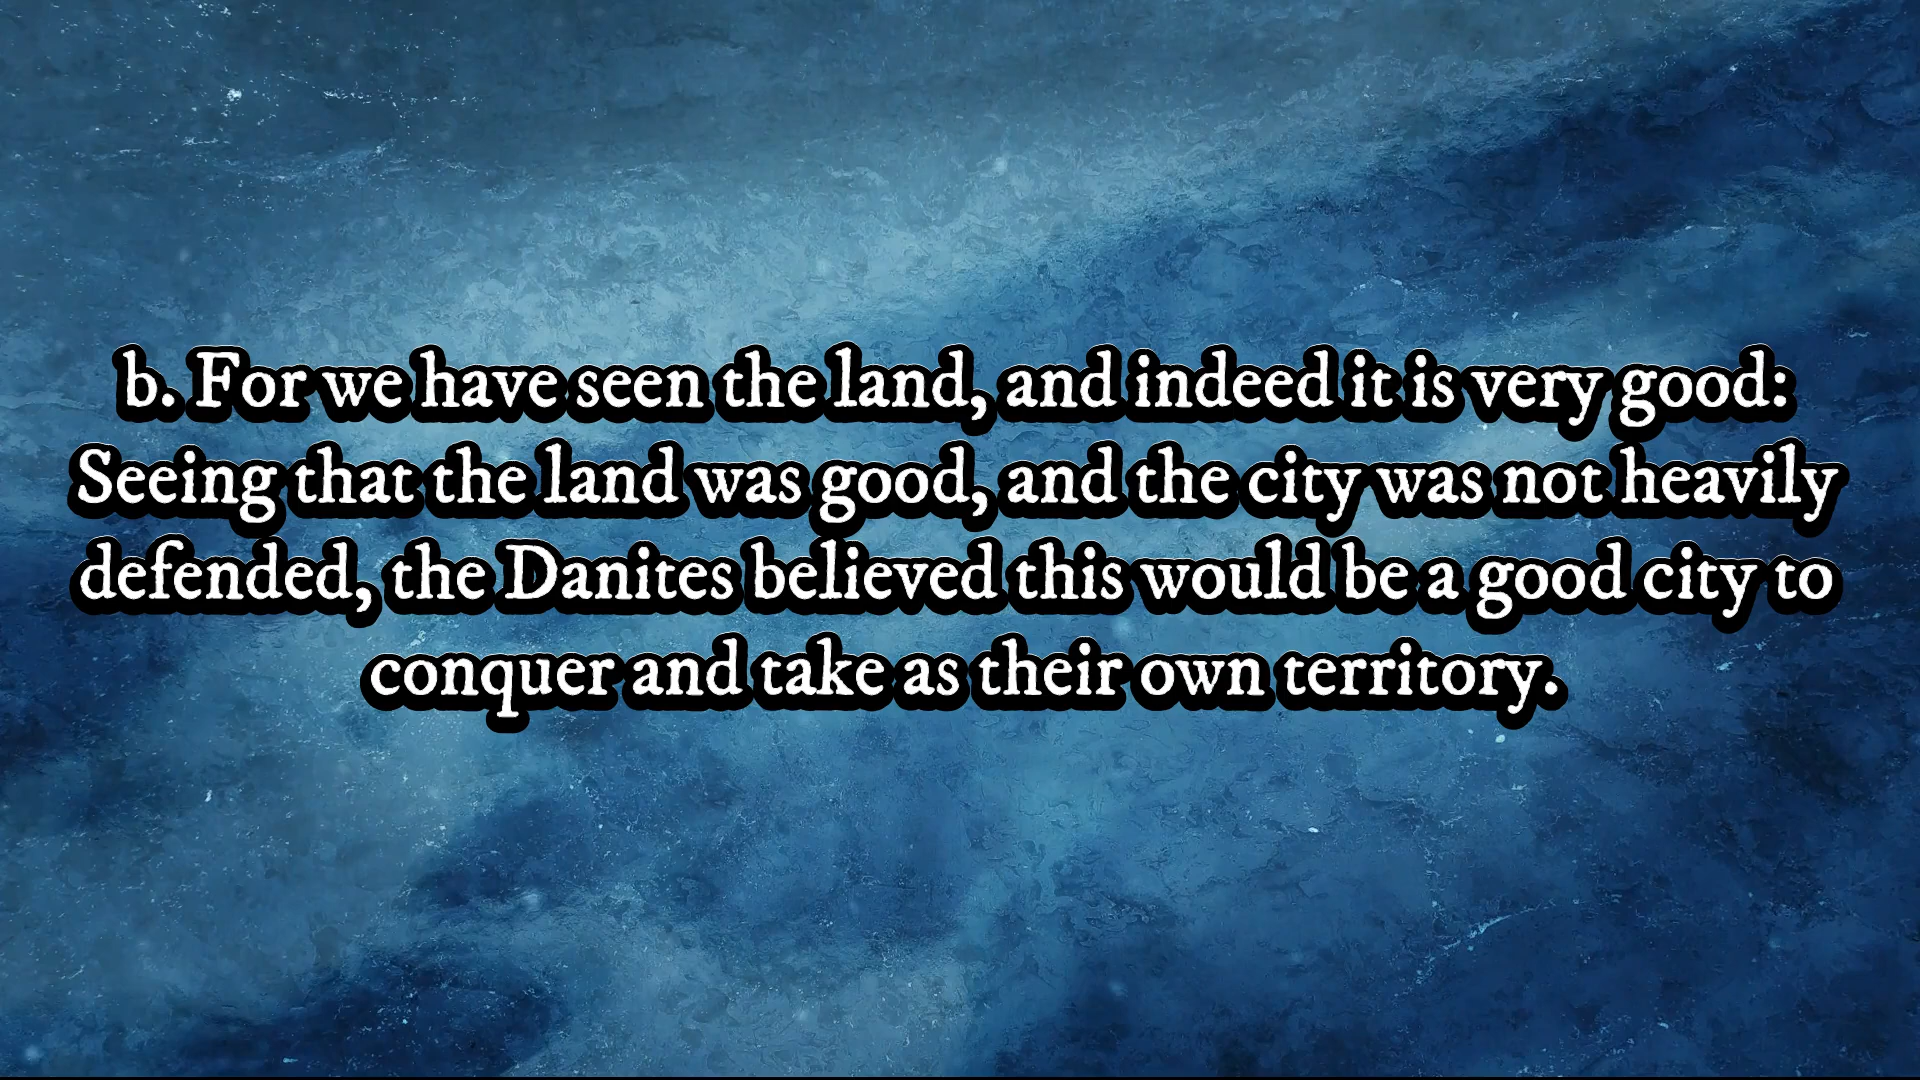 b. For we have seen the land, and indeed it is very good:
Seeing that the land was good, and the city was not heavily
defended, the Danites believed this would be a good city to
conquer and take as their own territory.